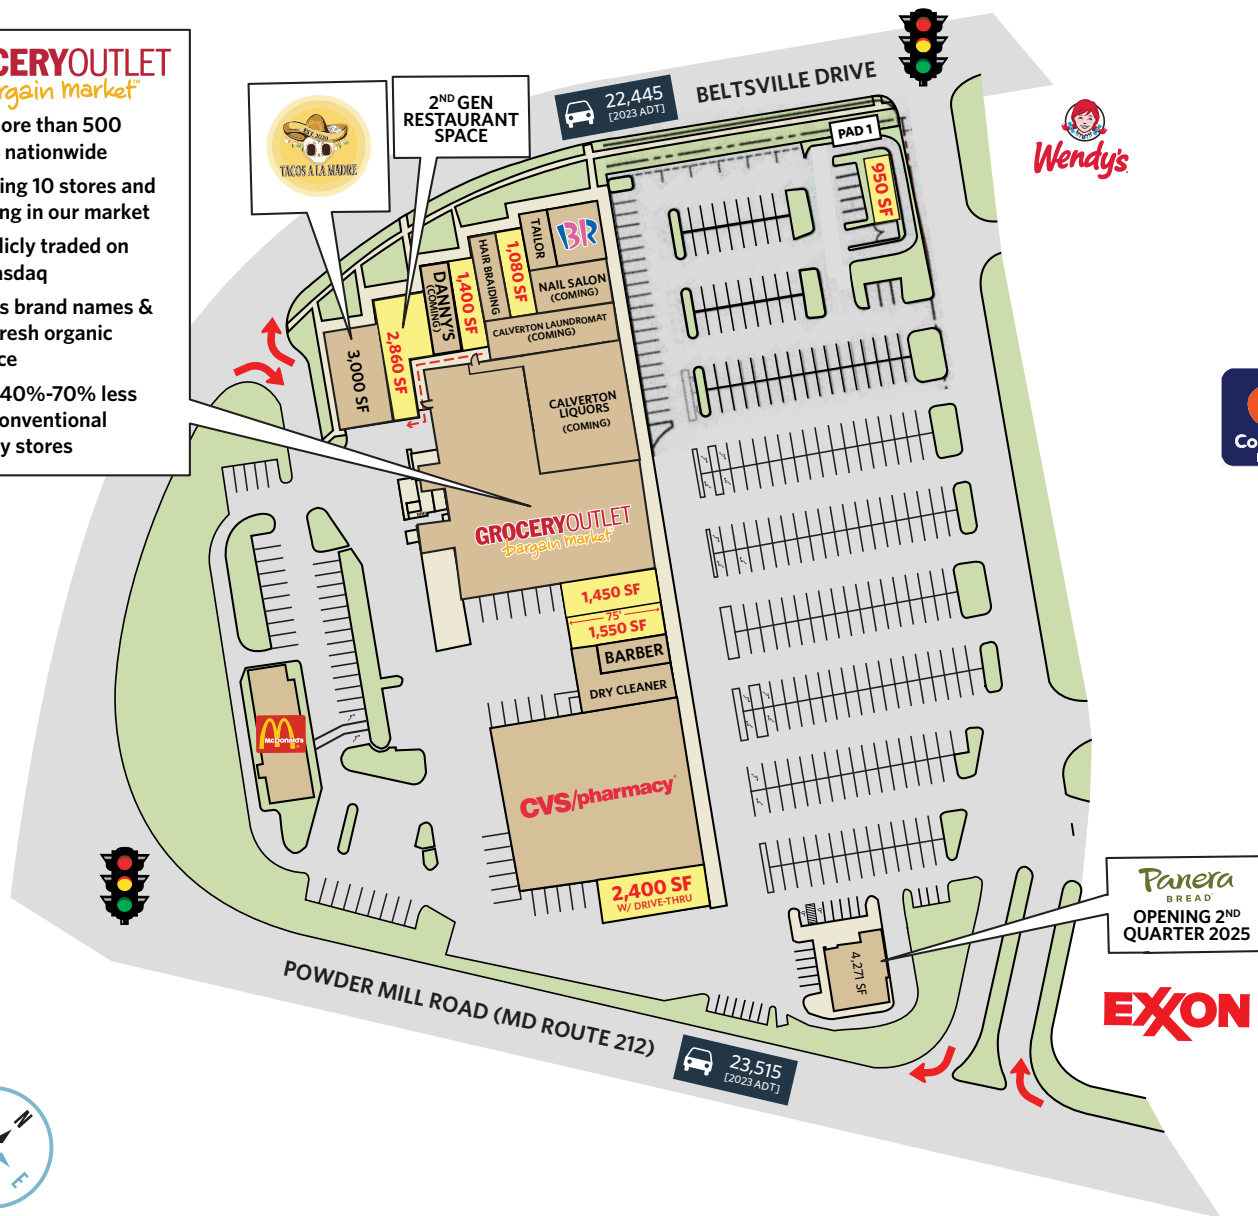 CERYOUTLET
rgain market™
ore than 500
nationwide
ing 10 stores and
ng in our market
licly traded on
asdaq
s brand names &
resh organic
ce
40%-70% less
onventional
y stores
EST. 2020
TACOS A LA MADRE
2ND GEN
RESTAURANT
SPACE
22,445
[2023 ADT]
BELTSVILLE DRIVE
PAD 1
950 SF
Wendy's
3,000 SF
2,860 SF
DANNY'S
(COMING)
1,400 SF
HAIR BRAIDING
1,080 SF
TAILOR
BR
NAIL SALON
(COMING)
CALVERTON LAUNDROMAT
(COMING)
CALVERTON
LIQUORS
(COMING)
GROCERYOUTLET
bargain market
1,450 SF
75'
1,550 SF
BARBER
DRY CLEANER
McDonald's
CVS/pharmacy
2,400 SF
W/ DRIVE-THRU
Co
4,271 SF
Panera
BREAD
OPENING 2ND
QUARTER 2025
EXXON
POWDER MILL ROAD (MD ROUTE 212)
23,515
[2023 ADT]
N
E